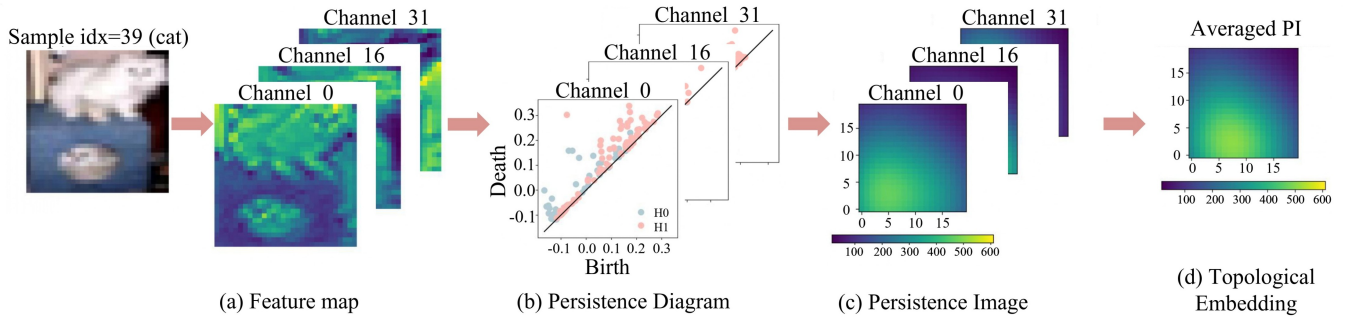 Sample idx=39 (cat)
Channel 31
Channel 16
Channel 0
(a) Feature map
Channel 31
Channel 16
Channel 0
Death
0.3
0.2
0.1
0.0
-0.1
H0
H1
-0.1 0.0 0.1 0.2 0.3
Birth
(b) Persistence Diagram
Channel 31
Channel 16
Channel 0
15
10
5
0
0 5 10 15
100 200 300 400 500 600
(c) Persistence Image
Averaged PI
15
10
5
0
0 5 10 15
100 200 300 400 500 600
(d) Topological
Embedding